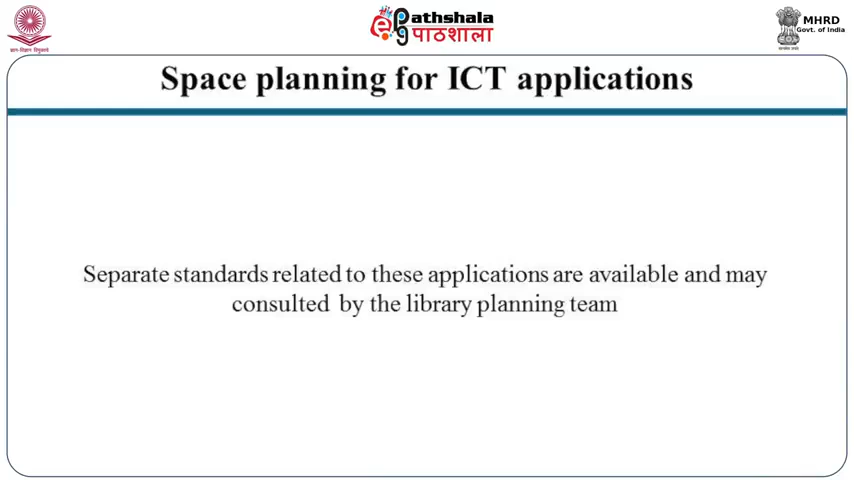 ePathshala
पाठशाला
MHRD
Govt. of India
Space planning for ICT applications
Separate standards related to these applications are available and may
consulted by the library planning team